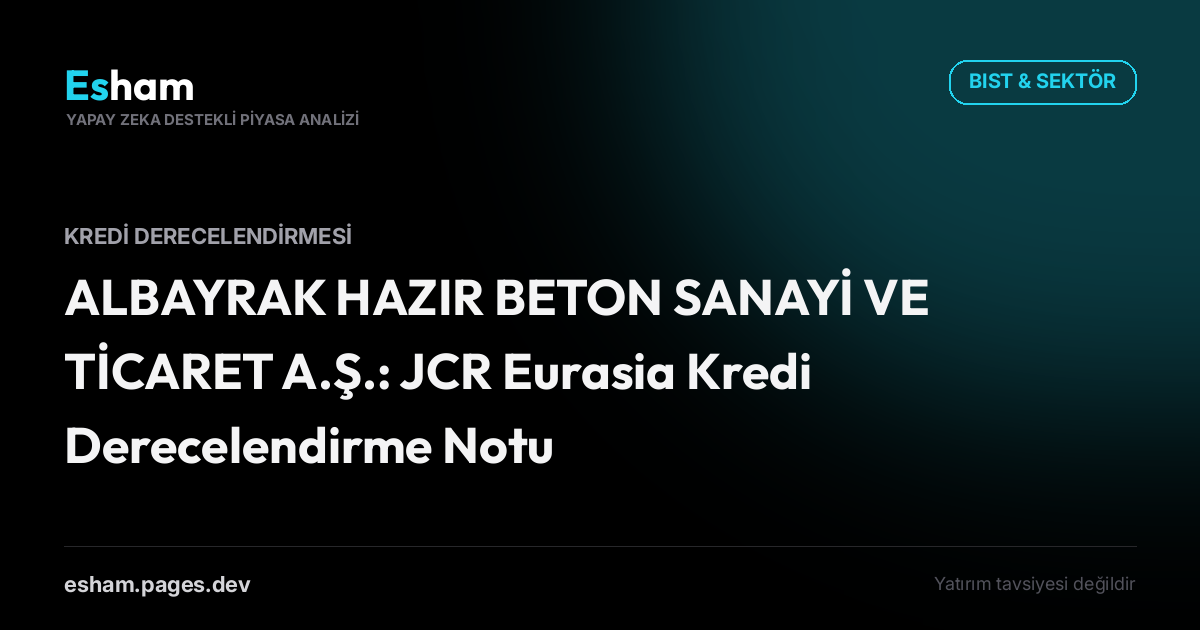 Esham
YAPAY ZEKA DESTEKLİ PİYASA ANALİZİ
BIST & SEKTÖR
KREDİ DERECELENDİRMESİ
ALBAYRAK HAZIR BETON SANAYİ VE
TİCARET A.Ş.: JCR Eurasia Kredi
Derecelendirme Notu
esham.pages.dev
Yatırım tavsiyesi değildir